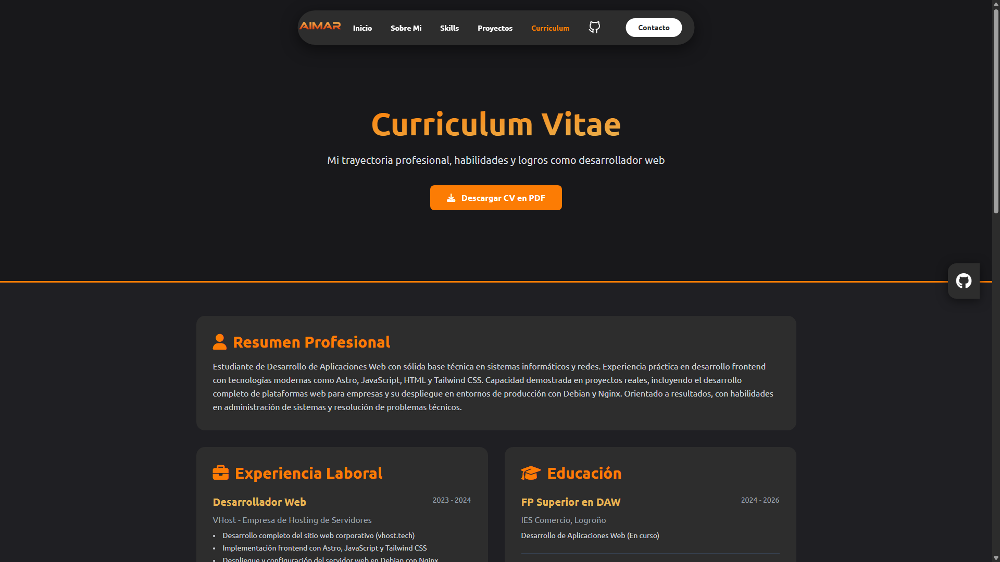 AIMAR
Inicio
Sobre Mi
Skills
Proyectos
Curriculum
Contacto
Curriculum Vitae
Mi trayectoria profesional, habilidades y logros como desarrollador web
Descargar CV en PDF
Resumen Profesional
Estudiante de Desarrollo de Aplicaciones Web con sólida base técnica en sistemas informáticos y redes. Experiencia práctica en desarrollo frontend
con tecnologías modernas como Astro, JavaScript, HTML y Tailwind CSS. Capacidad demostrada en proyectos reales, incluyendo el desarrollo
completo de plataformas web para empresas y su despliegue en entornos de producción con Debian y Nginx. Orientado a resultados, con habilidades
en administración de sistemas y resolución de problemas técnicos.
Experiencia Laboral
Desarrollador Web
2023 - 2024
VHost - Empresa de Hosting de Servidores
• Desarrollo completo del sitio web corporativo (vhost.tech)
• Implementación frontend con Astro, JavaScript y Tailwind CSS
• Despliegue y configuración del servidor web en Debian con Nginx
Educación
FP Superior en DAW
2024 - 2026
IES Comercio, Logroño
Desarrollo de Aplicaciones Web (En curso)